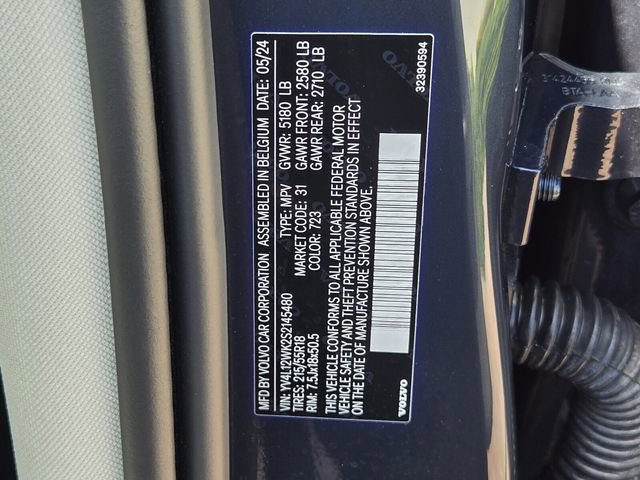 MFD BY VOLVO CAR CORPORATION ASSEMBLED IN BELGIUM DATE: 05/24
VIN: YV4L12WK2S2145480 TYPE: MPV GVWR: 5180 LB
TIRES: 215/55R18 MARKET CODE: 31 GAWR FRONT: 2580 LB
RIM: 7.5Jx18x50.5 COLOR: 723 GAWR REAR: 2710 LB
THIS VEHICLE CONFORMS TO ALL APPLICABLE FEDERAL MOTOR
VEHICLE SAFETY AND THEFT PREVENTION STANDARDS IN EFFECT
ON THE DATE OF MANUFACTURE SHOWN ABOVE.
VOLVO 32390594